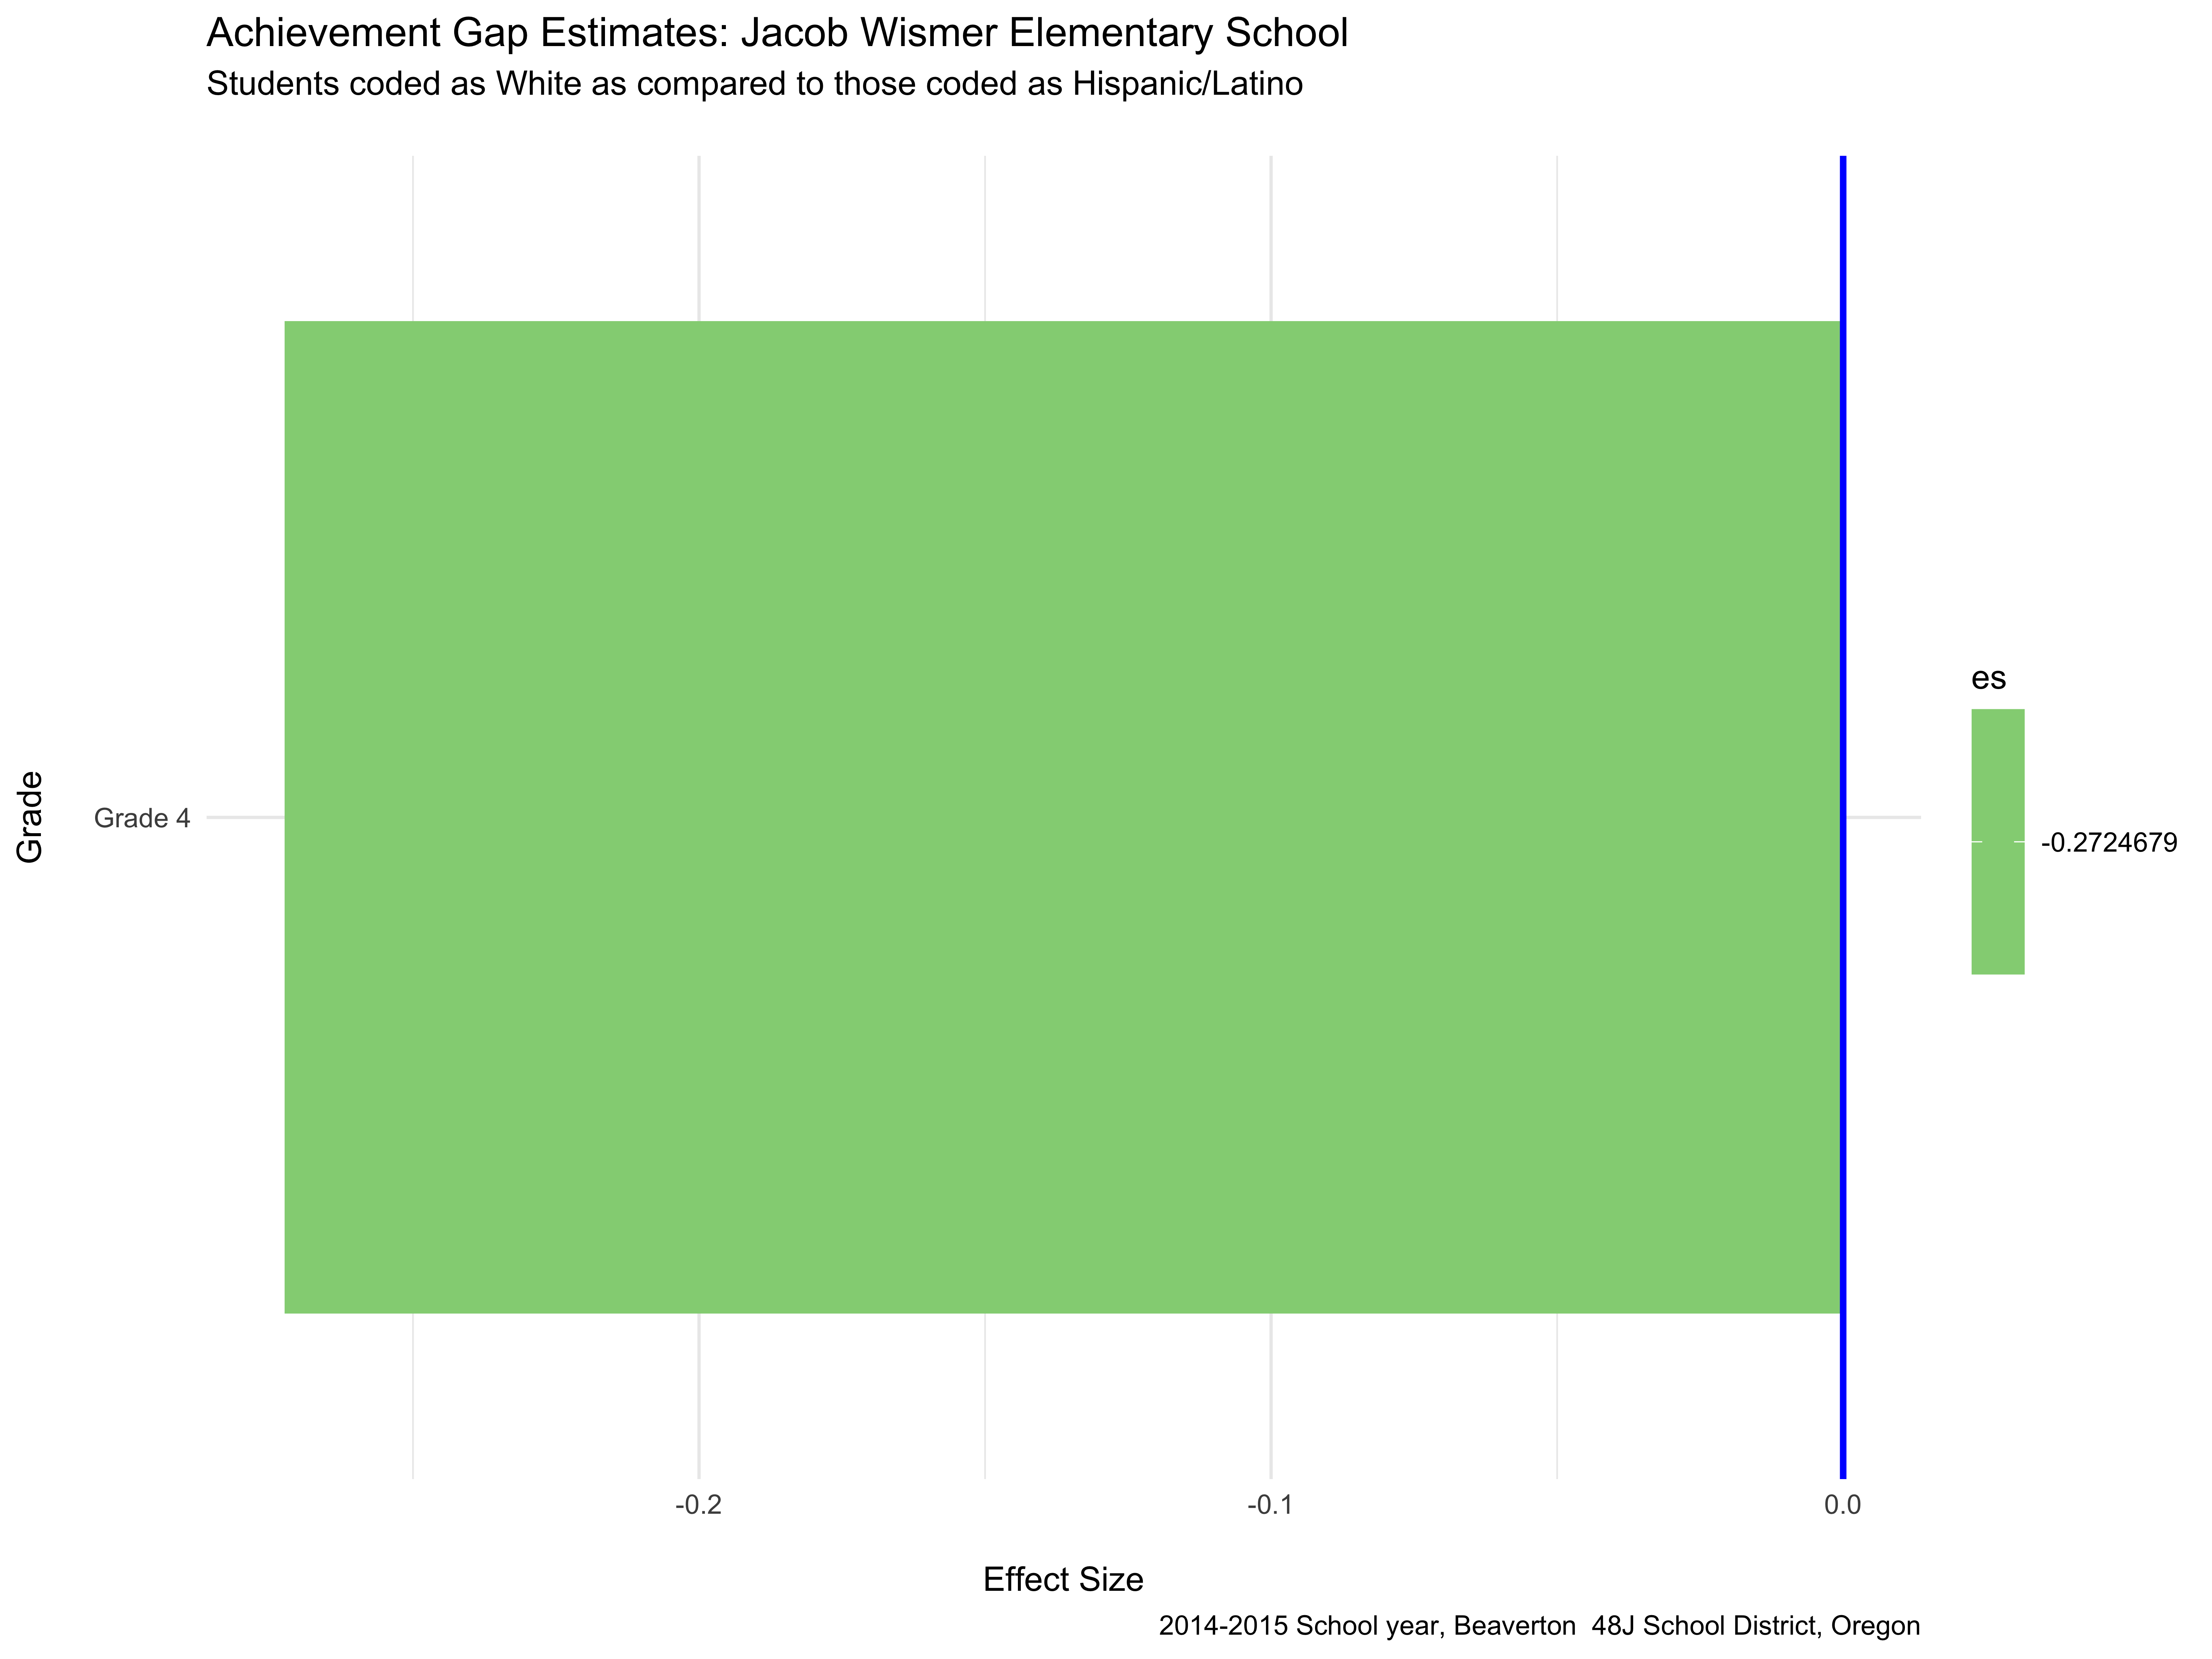 Achievement Gap Estimates: Jacob Wismer Elementary School
Students coded as White as compared to those coded as Hispanic/Latino
es
-0.2724679
Grade
Grade 4
-0.2
-0.1
0.0
Effect Size
2014-2015 School year, Beaverton  48J School District, Oregon